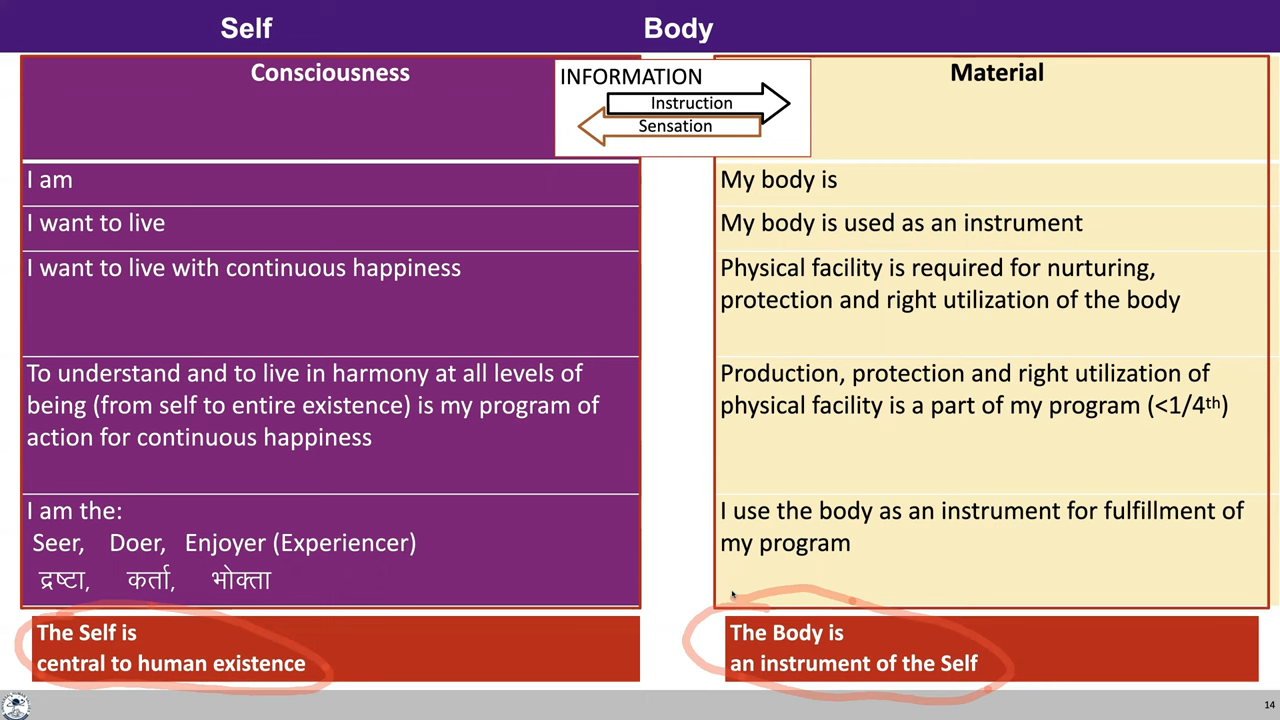 Self
Body
Consciousness
INFORMATION
Instruction
Sensation
Material
I am
My body is
I want to live
My body is used as an instrument
I want to live with continuous happiness
Physical facility is required for nurturing,
protection and right utilization of the body
To understand and to live in harmony at all levels of
being (from self to entire existence) is my program of
action for continuous happiness
Production, protection and right utilization of
physical facility is a part of my program (<1/4th)
I am the:
Seer, Doer, Enjoyer (Experiencer)
द्रष्टा, कर्ता, भोक्ता
I use the body as an instrument for fulfillment of
my program
The Self is
central to human existence
The Body is
an instrument of the Self
14